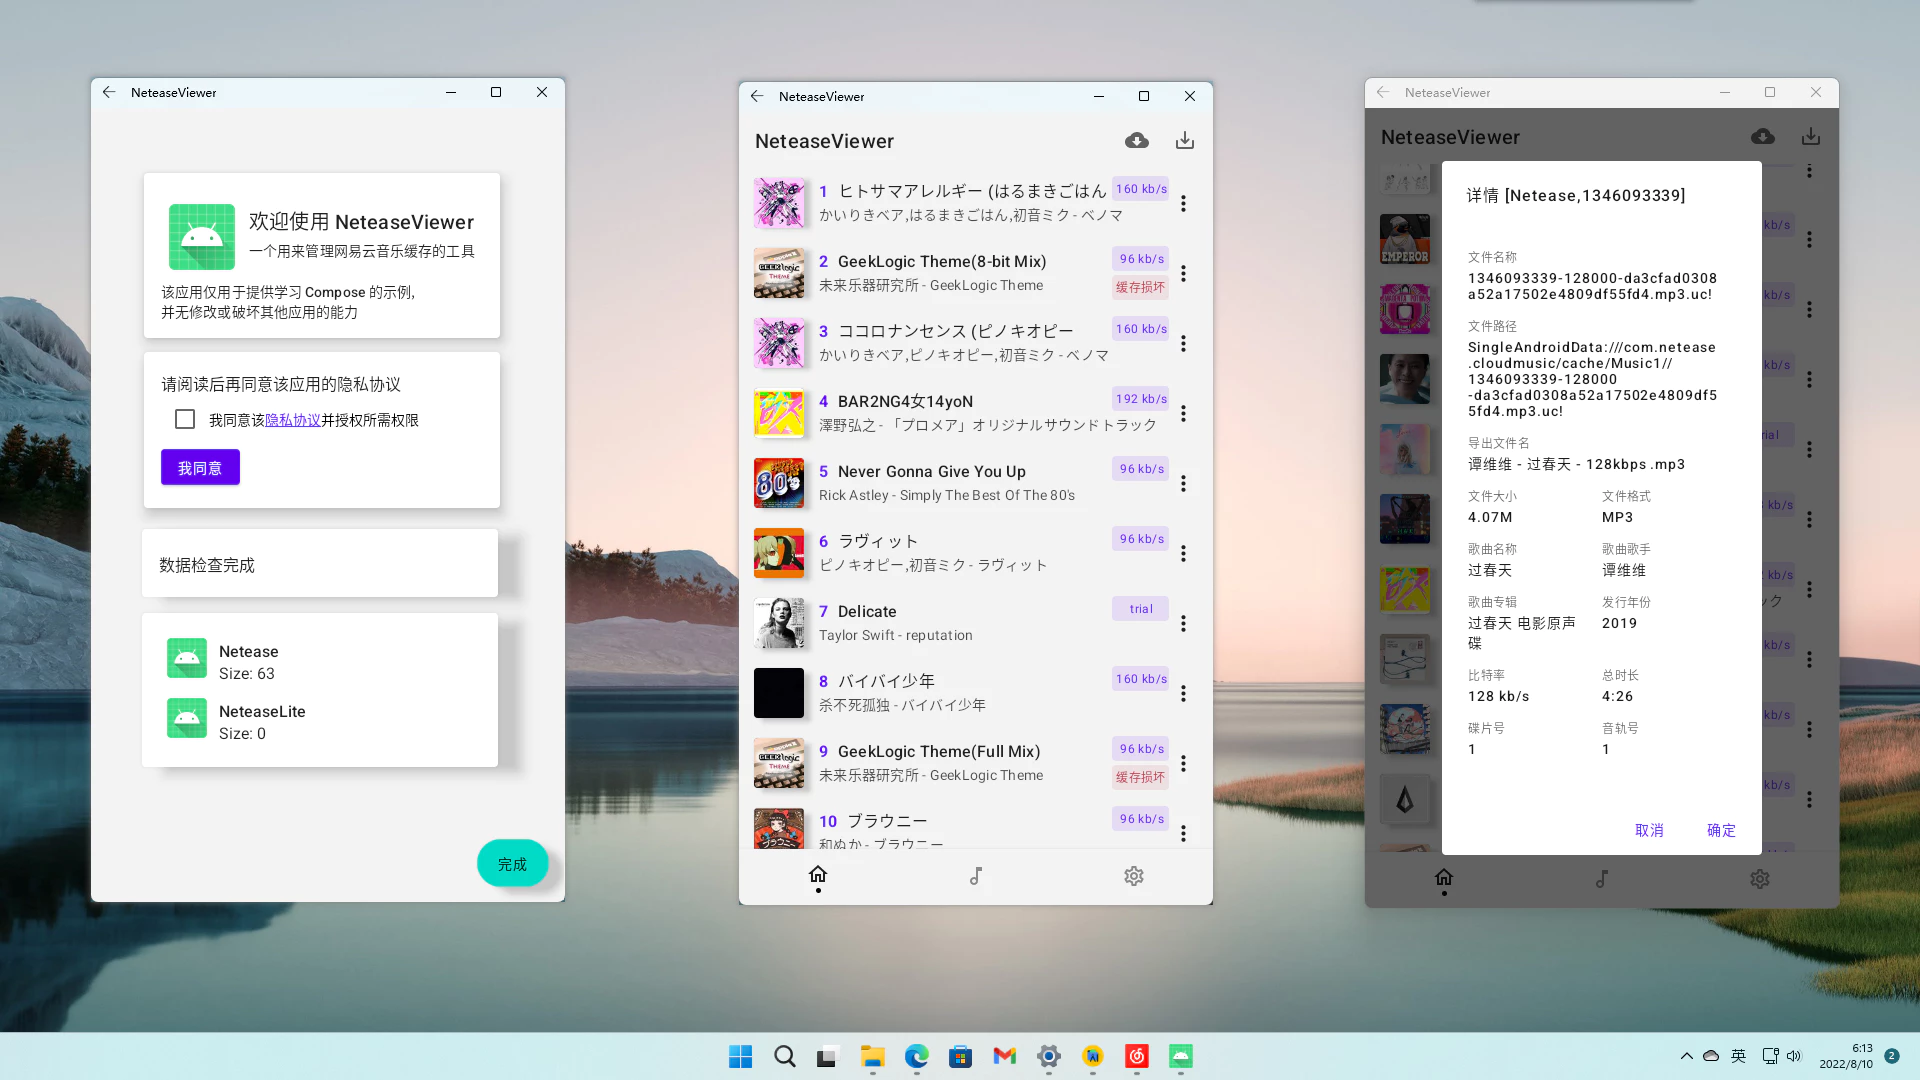 NeteaseViewer
欢迎使用 NeteaseViewer
一个用来管理网易云音乐缓存的工具
该应用仅用于提供学习 Compose 的示例,
并无修改或破坏其他应用的能力
请阅读后再同意该应用的隐私协议
我同意该隐私协议并授权所需权限
我同意
数据检查完成
Netease
Size: 63
NeteaseLite
Size: 0
完成
NeteaseViewer
NeteaseViewer
1 ヒトサマアレルギー (はるまきごはん 160 kb/s
かいりきベア,はるまきごはん,初音ミク - ベノマ
2 GeekLogic Theme(8-bit Mix) 96 kb/s
未来乐器研究所 - GeekLogic Theme 缓存损坏
3 ココロナンセンス (ピノキオピー 160 kb/s
かいりきベア,ピノキオピー,初音ミク - ベノマ
4 BAR2NG4女14yoN 192 kb/s
澤野弘之 - 「プロメア」オリジナルサウンドトラック
5 Never Gonna Give You Up 96 kb/s
Rick Astley - Simply The Best Of The 80's
6 ラヴィット 96 kb/s
ピノキオピー,初音ミク - ラヴィット
7 Delicate trial
Taylor Swift - reputation
8 バイバイ少年 160 kb/s
杀不死孤独 - バイバイ少年
9 GeekLogic Theme(Full Mix) 96 kb/s
未来乐器研究所 - GeekLogic Theme 缓存损坏
10 ブラウニー 96 kb/s
和ぬか - ブラウニー
NeteaseViewer
NeteaseViewer
EMPEROR
详情 [Netease,1346093339]
文件名称
1346093339-128000-da3cfad0308
a52a17502e4809df55fd4.mp3.uc!
文件路径
SingleAndroidData:///com.netease
.cloudmusic/cache/Music1//
1346093339-128000
-da3cfad0308a52a17502e4809df5
5fd4.mp3.uc!
导出文件名
谭维维 - 过春天 - 128kbps .mp3
文件大小 文件格式
4.07M MP3
歌曲名称 歌曲歌手
过春天 谭维维
歌曲专辑 发行年份
过春天 电影原声 2019
碟
比特率 总时长
128 kb/s 4:26
碟片号 音轨号
1 1
取消 确定
英
6:13
2022/8/10
2